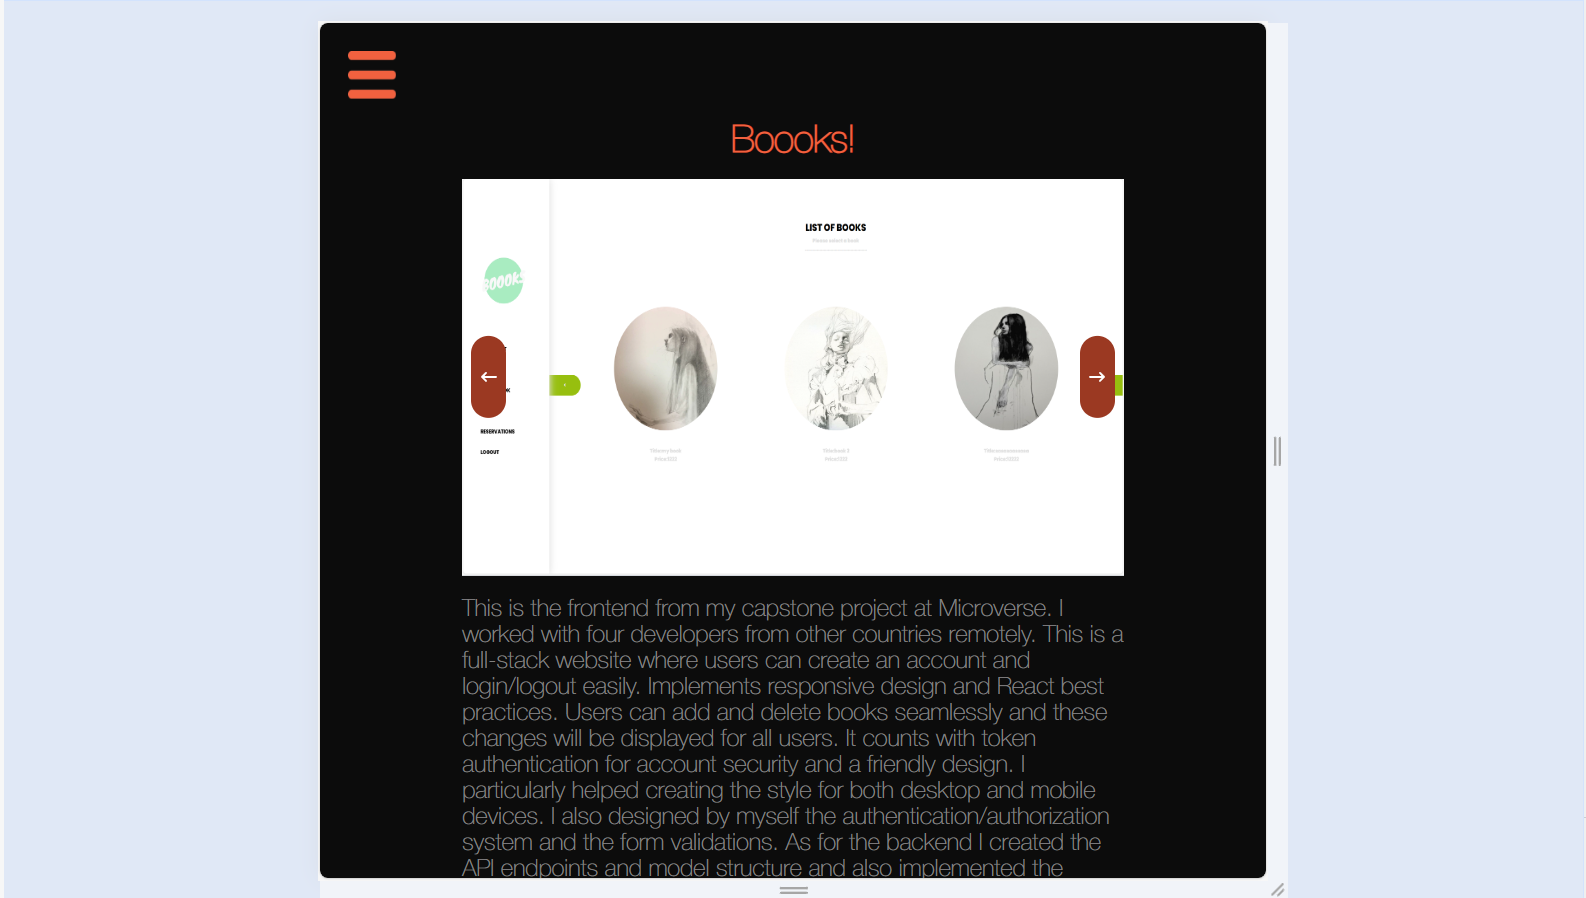 Boooks!
LIST OF BOOKS
Please select a book
BOOOKS
RESERVATIONS
LOGOUT
This is the frontend from my capstone project at Microverse. I
worked with four developers from other countries remotely. This is a
full-stack website where users can create an account and
login/logout easily. Implements responsive design and React best
practices. Users can add and delete books seamlessly and these
changes will be displayed for all users. It counts with token
authentication for account security and a friendly design. I
particularly helped creating the style for both desktop and mobile
devices. I also designed by myself the authentication/authorization
system and the form validations. As for the backend I created the
API endpoints and model structure and also implemented the